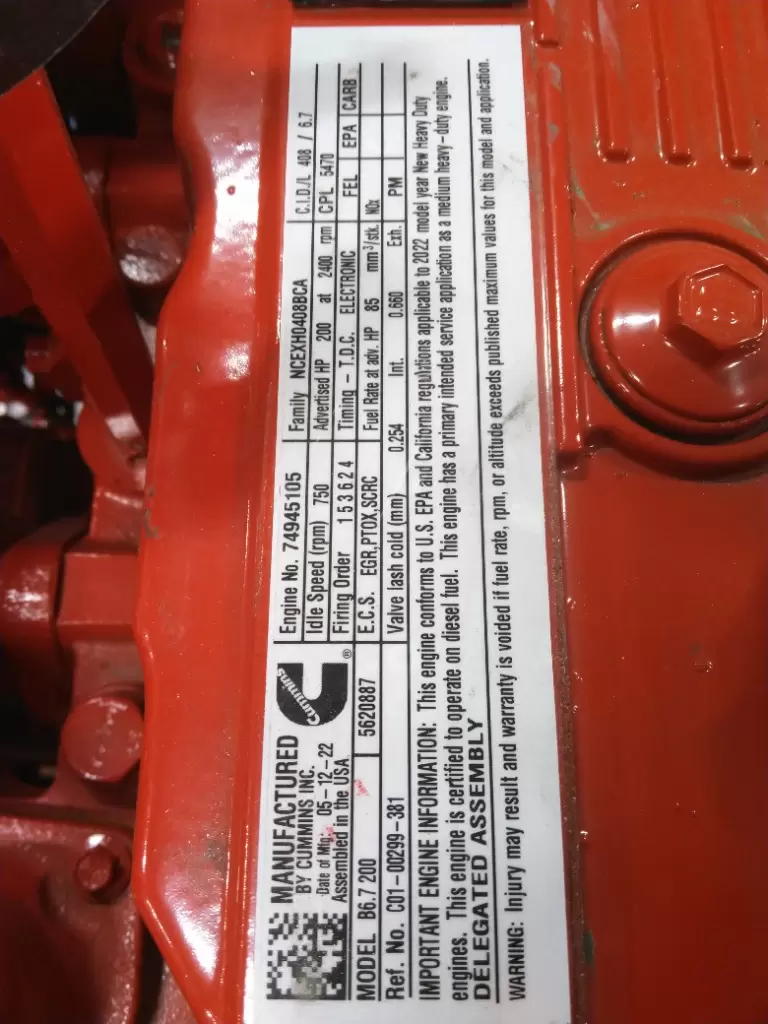 MANUFACTURED
BY CUMMINS INC.
Date of Mfg: 05-12-22
Assembled in the USA.
Cummins
®
MODEL B6.7 200 5620887
Ref. No. C01-00299-381
Engine No. 74945105 Family NCEXH0408BCA C.I.D./L 408 / 6.7
Idle Speed (rpm) 750 Advertised HP 200 at 2400 rpm CPL 5470
Firing Order 1 5 3 6 2 4 Timing - T.D.C. ELECTRONIC FEL EPA CARB
E.C.S. EGR,PTOX,SCRC Fuel Rate at adv. HP 85 mm³/stk. NOx
Valve lash cold (mm) 0.254 Int. 0.660 Exh. PM
IMPORTANT ENGINE INFORMATION: This engine conforms to U.S. EPA and California regulations applicable to 2022 model year New Heavy Duty
engines. This engine is certified to operate on diesel fuel. This engine has a primary intended service application as a medium heavy-duty engine.
DELEGATED ASSEMBLY
WARNING: Injury may result and warranty is voided if fuel rate, rpm, or altitude exceeds published maximum values for this model and application.